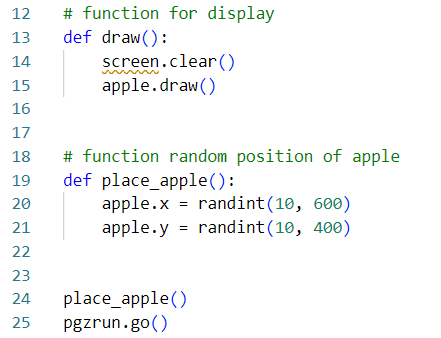 12 # function for display
13 def draw():
14     screen.clear()
15     apple.draw()
16
17
18 # function random position of apple
19 def place_apple():
20     apple.x = randint(10, 600)
21     apple.y = randint(10, 400)
22
23
24 place_apple()
25 pgzrun.go()